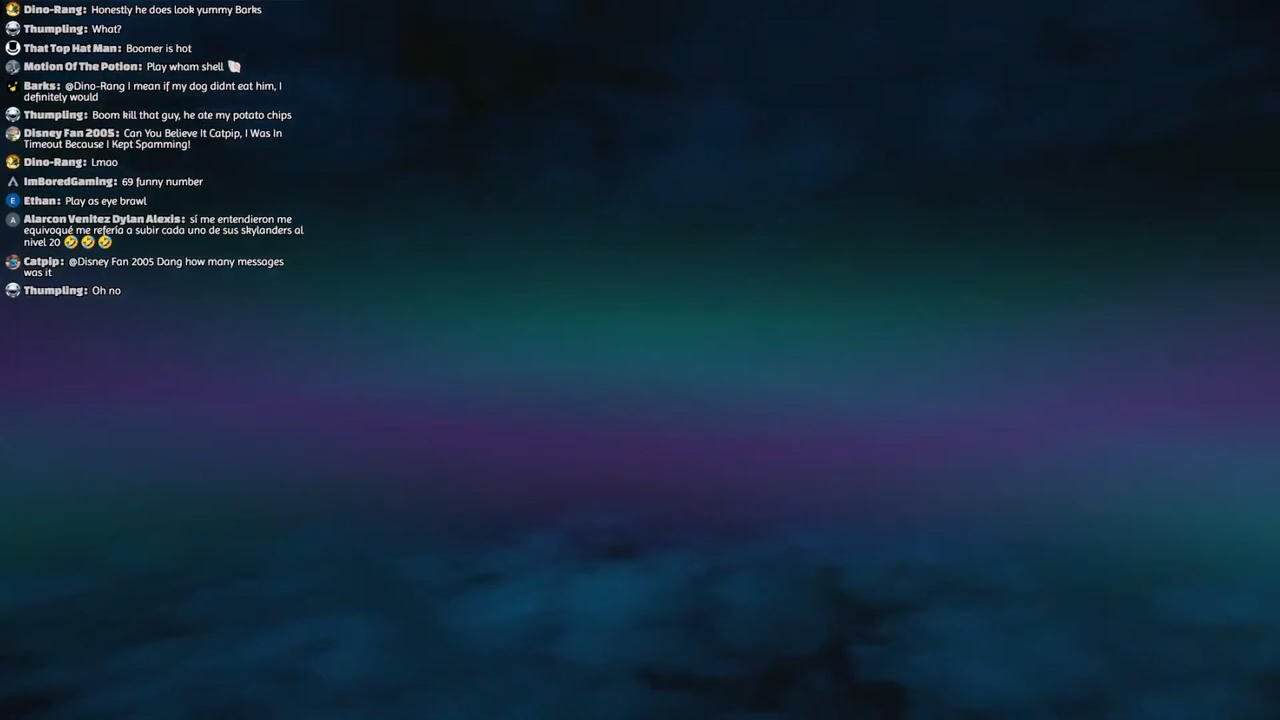 Dino-Rang: Honestly he does look yummy Barks
Thumpling: What?
That Top Hat Man: Boomer is hot
Motion Of The Potion: Play wham shell 🐚
Barks: @Dino-Rang I mean if my dog didnt eat him, I
definitely would
Thumpling: Boom kill that guy, he ate my potato chips
Disney Fan 2005: Can You Believe It Catpip, I Was In
Timeout Because I Kept Spamming!
Dino-Rang: Lmao
ImBoredGaming: 69 funny number
E Ethan: Play as eye brawl
A Alarcon Venitez Dylan Alexis: sí me entendieron me
equivoqué me refería a subir cada uno de sus skylanders al
nivel 20 🤣 🤣 🤣
Catpip: @Disney Fan 2005 Dang how many messages
was it
Thumpling: Oh no